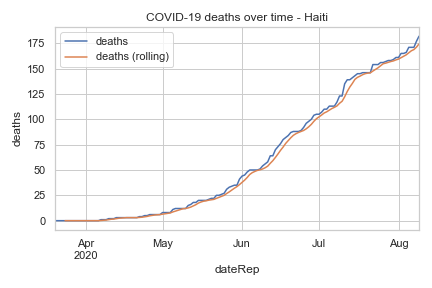 COVID-19 deaths over time - Haiti
deaths
deaths (rolling)
175
150
125
100
75
50
25
0
deaths
Apr May Jun Jul Aug
2020
dateRep